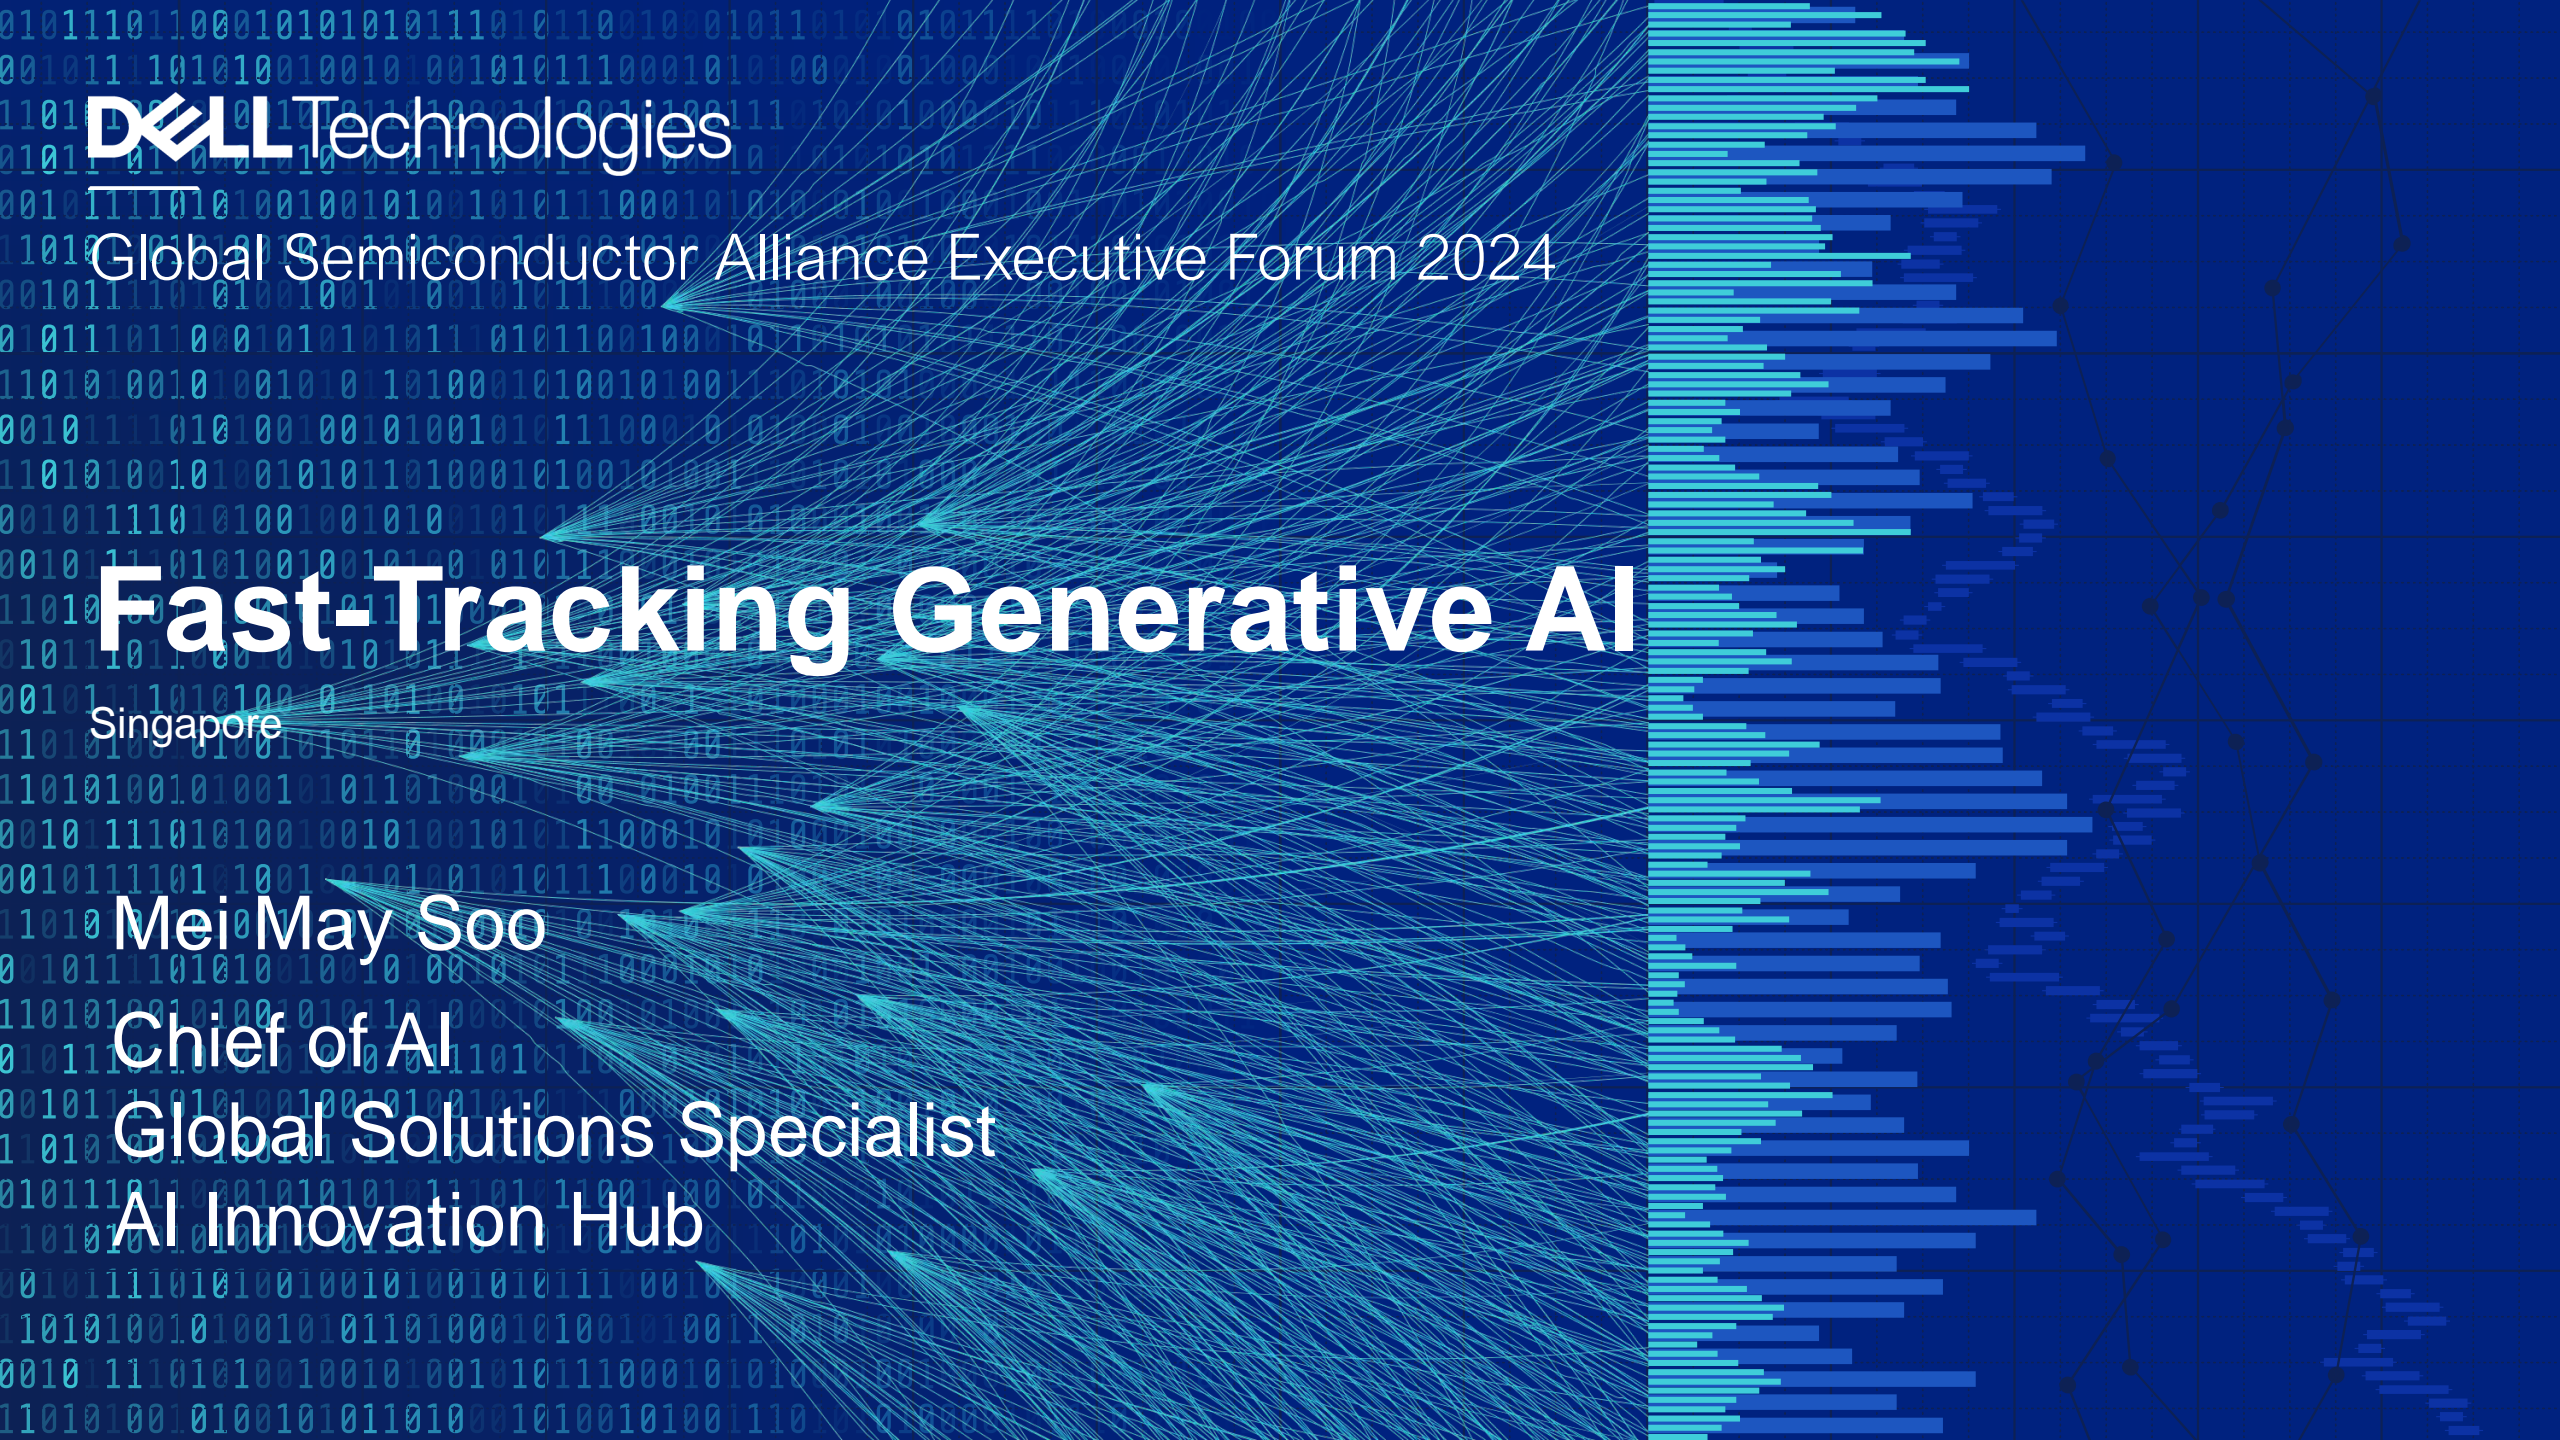 DELL Technologies
Global Semiconductor Alliance Executive Forum 2024
Fast-Tracking Generative AI
Singapore
Mei May Soo
Chief of AI
Global Solutions Specialist
AI Innovation Hub